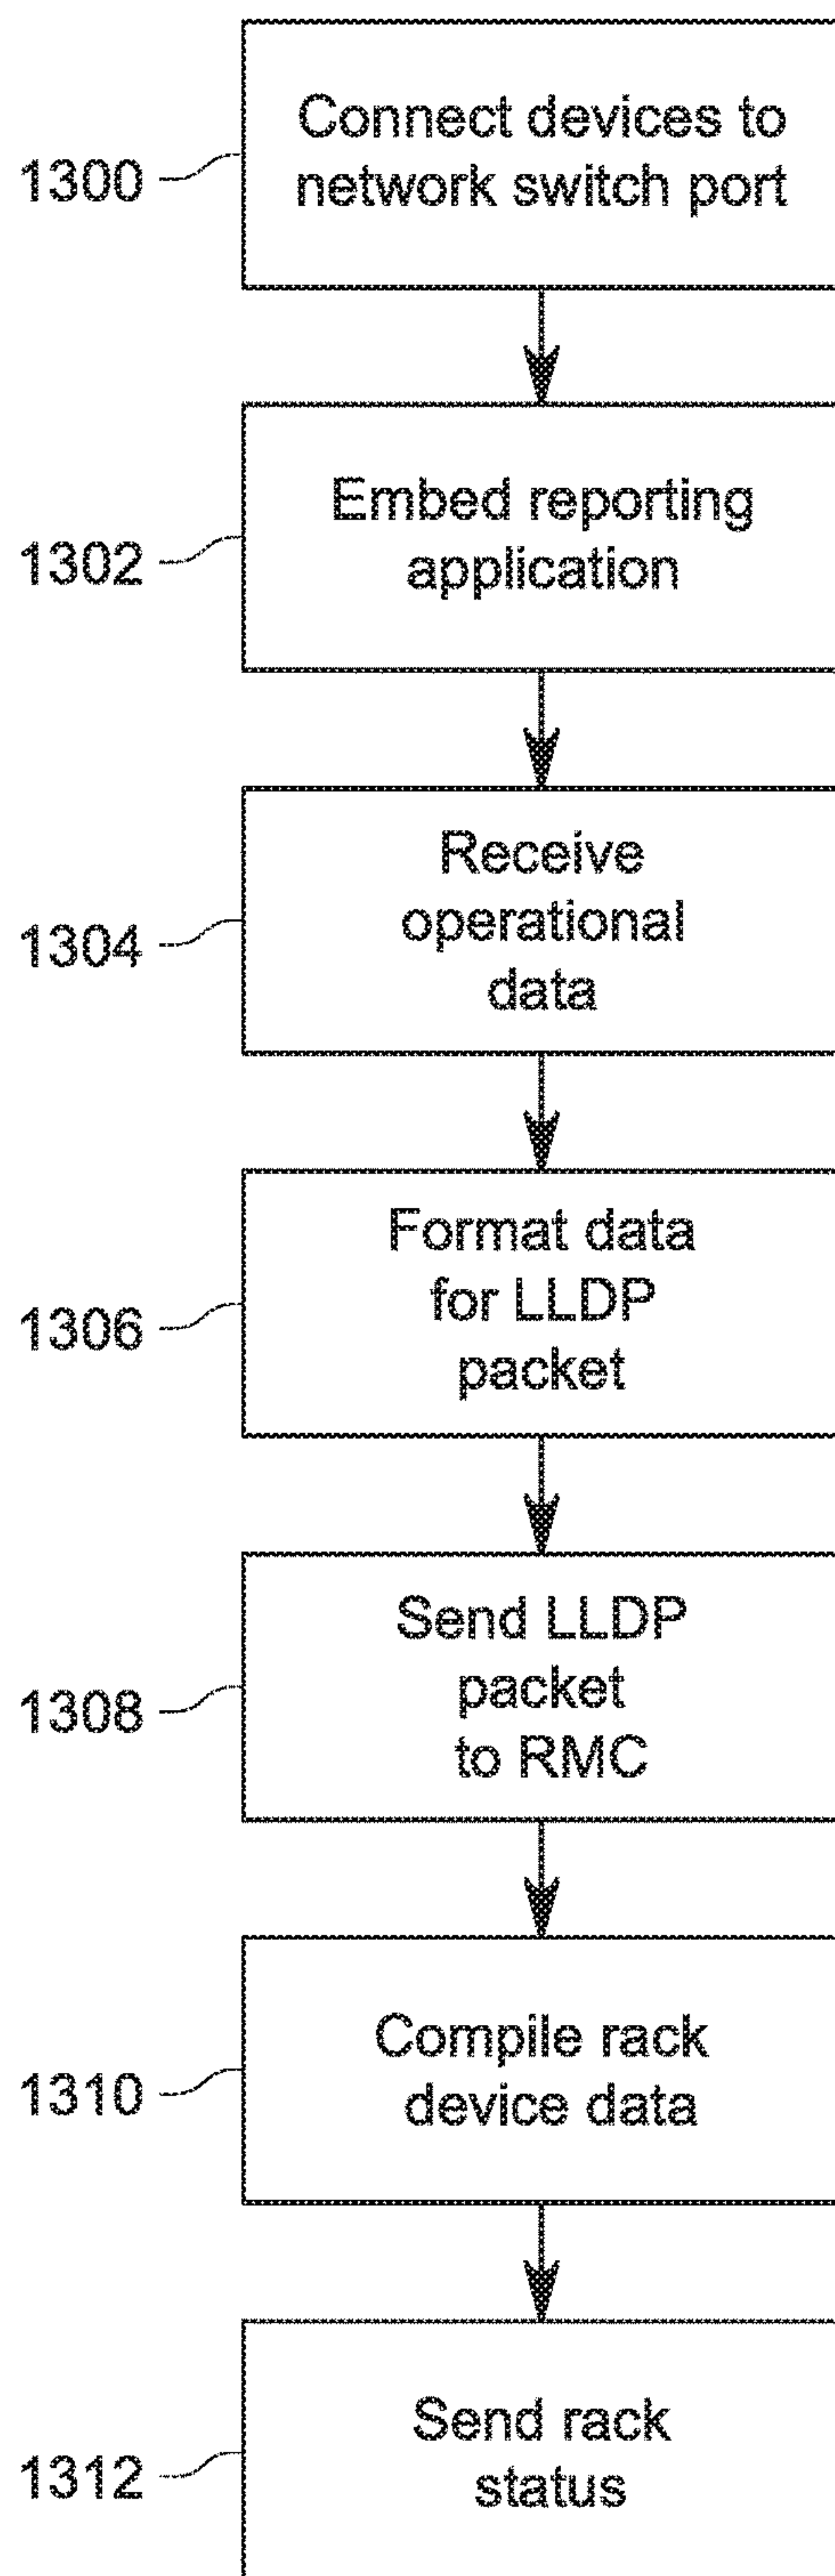 Connect devices to
1300
network switch port
Embed reporting
1302
application
Receive
operational
1304
data
Format data
for LLDP
1306
packet
Send LLDP
packet
1308
to RMC
Compile rack
1310
device data
Send rack
1312
status